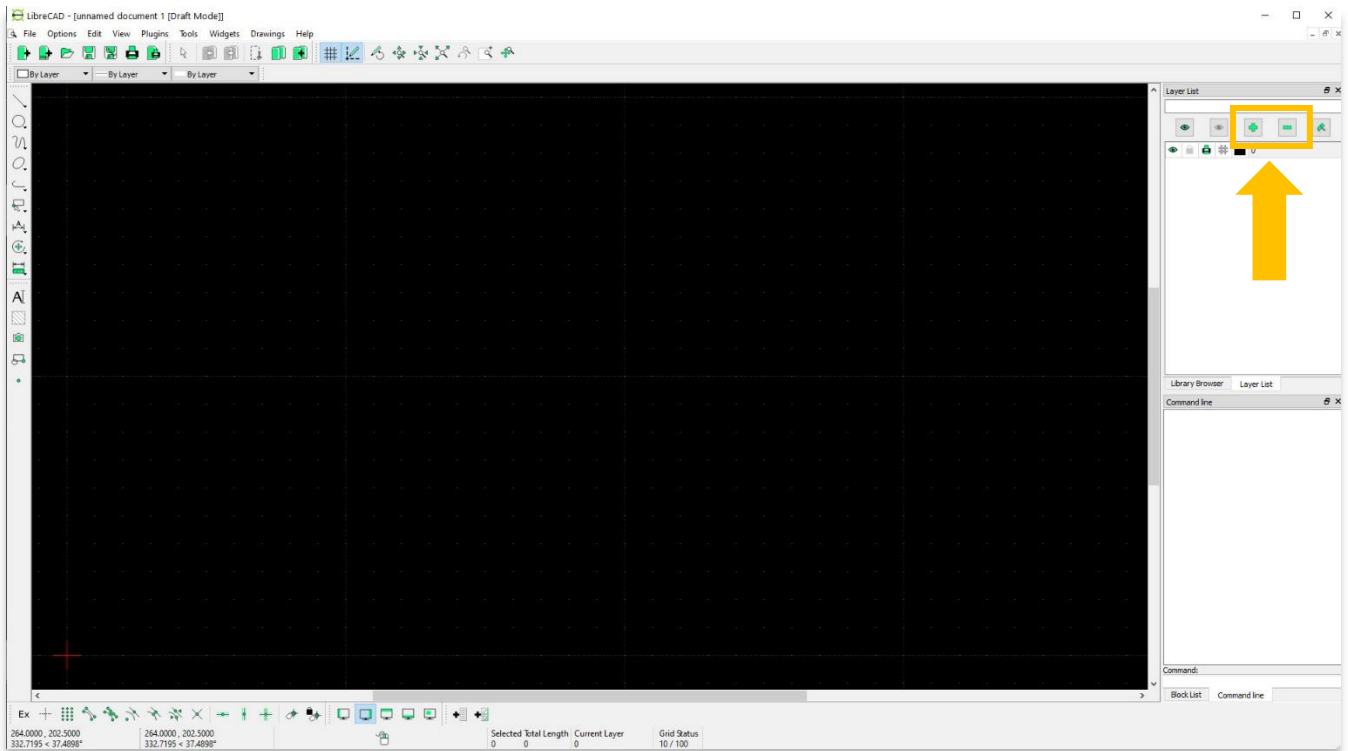 LibreCAD - [unnamed document 1 [Draft Mode]]
File Options Edit View Plugins Tools Widgets Drawings Help
By Layer By Layer By Layer
Layer List
0
Library Browser Layer List
Command line
Command:
Block List Command line
Ex
264.0000 , 202.5000 264.0000 , 202.5000 Selected Total Length Current Layer Grid Status
332.7195 < 37.4898° 332.7195 < 37.4898° 0 0 0 10 / 100